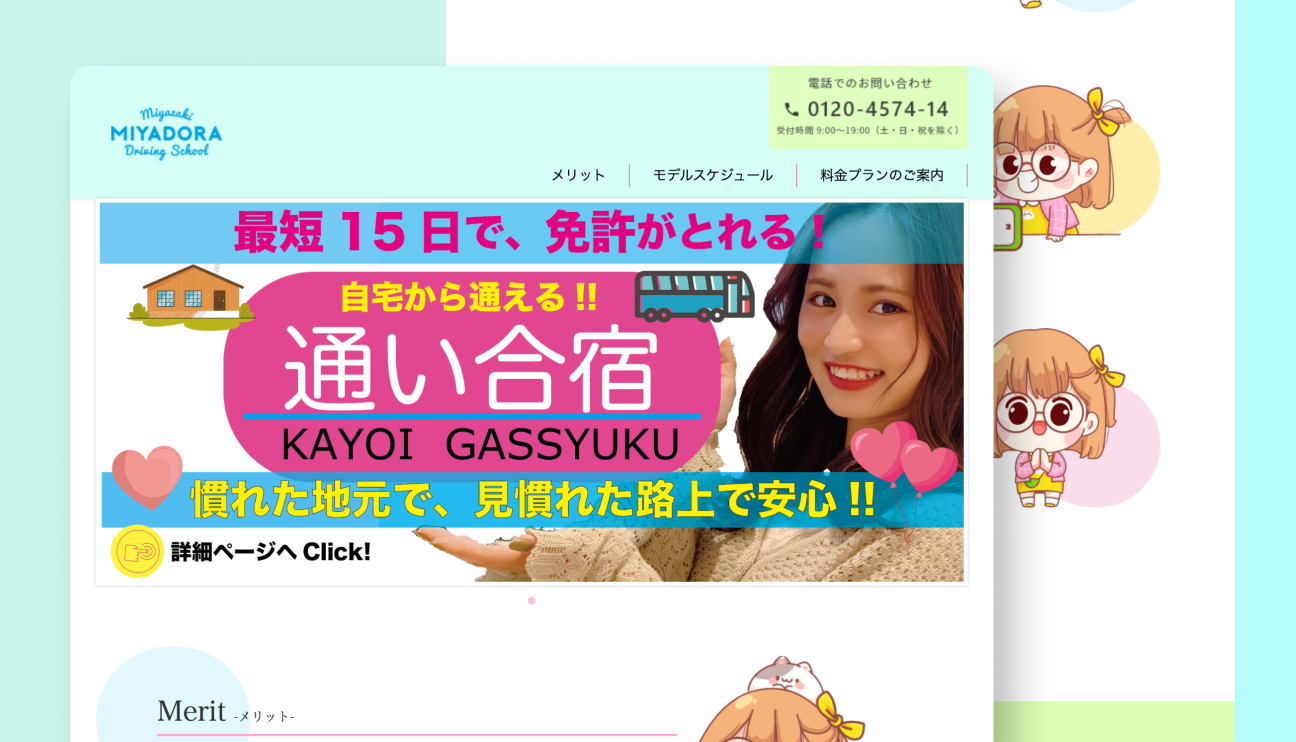 Miyazaki
MIYADORA
Driving School
電話でのお問い合わせ
0120-4574-14
受付時間 9:00〜19:00（土・日・祝を除く）
メリット
モデルスケジュール
料金プランのご案内
最短 15 日で、免許がとれる！
自宅から通える !!
通い合宿
KAYOI GASSYUKU
慣れた地元で、見慣れた路上で安心 !!
詳細ページへ Click!
Merit -メリット-